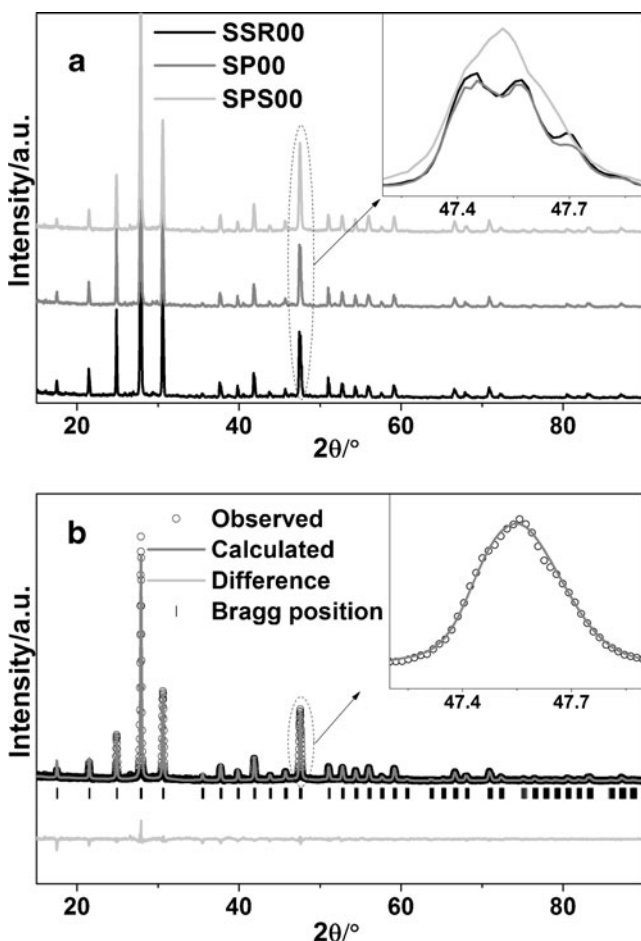 a
SSR00
SP00
SPS00
47.4 47.7
Intensity/a.u.
20 40 60 80
2θ/°
b
Observed
Calculated
Difference
Bragg position
47.4 47.7
Intensity/a.u.
20 40 60 80
2θ/°